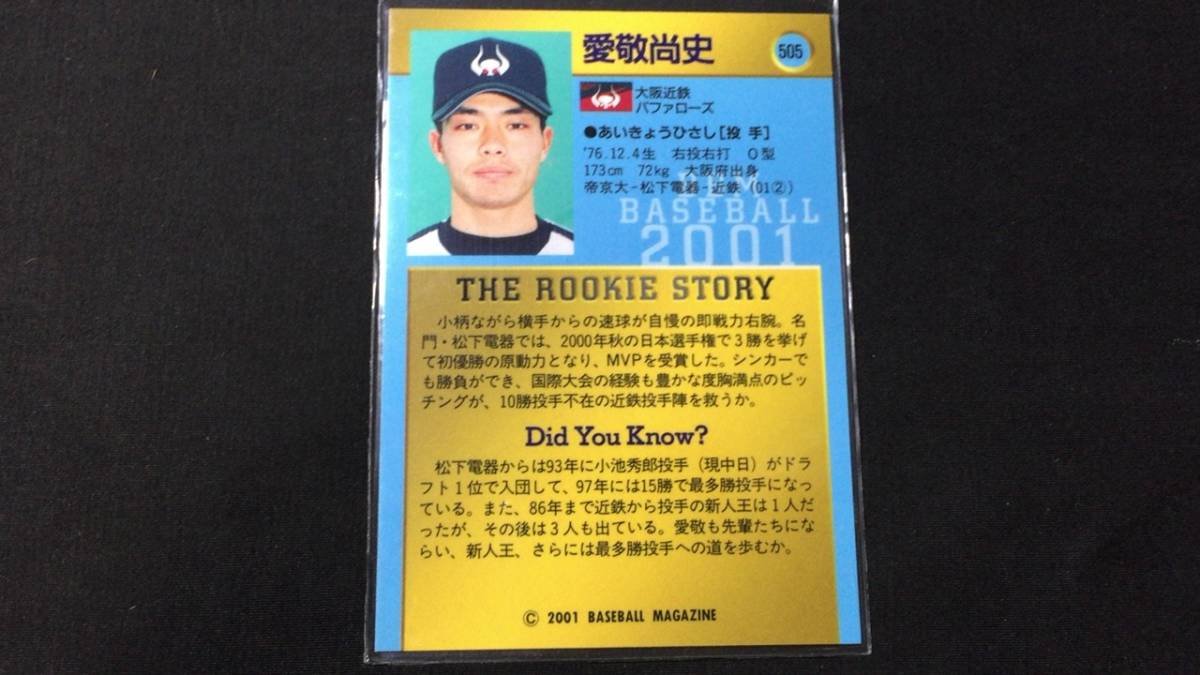 愛敬尚史
505
大阪近鉄
バファローズ
●あいきょうひさし[投 手]
'76.12.4生 右投右打 O型
173㎝ 72kg 大阪府出身
帝京大-松下電器-近鉄(01②)
BBM
BASEBALL
2001
THE ROOKIE STORY
小柄ながら横手からの速球が自慢の即戦力右腕。名
門・松下電器では、2000年秋の日本選手権で3勝を挙げ
て初優勝の原動力となり、MVPを受賞した。シンカーで
も勝負ができ、国際大会の経験も豊かな度胸満点のピッ
チングが、10勝投手不在の近鉄投手陣を救うか。
Did You Know?
松下電器からは93年に小池秀郎投手(現中日)がドラ
フト1位で入団して、97年には15勝で最多勝投手になっ
ている。また、86年まで近鉄から投手の新人王は1人だ
ったが、その後は3人も出ている。愛敬も先輩たちにな
らい、新人王、さらには最多勝投手への道を歩むか。
© 2001 BASEBALL MAGAZINE